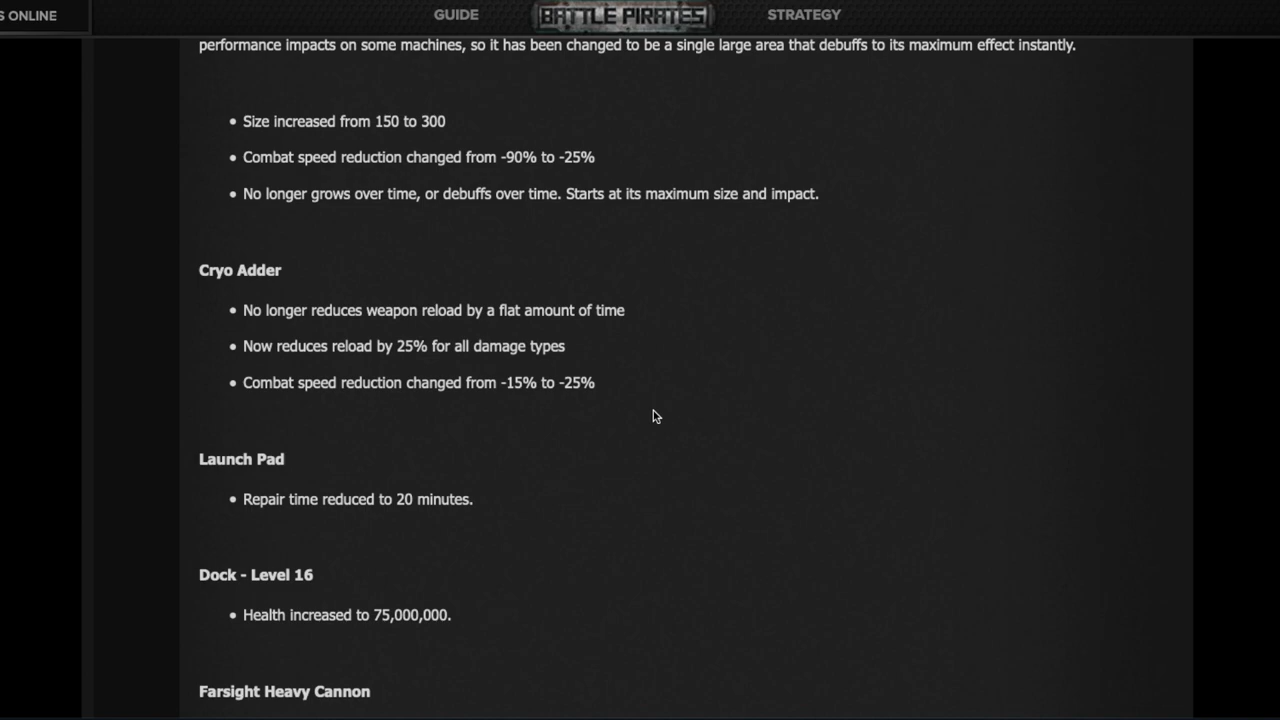 S ONLINE
GUIDE
BATTLE PIRATES
STRATEGY
performance impacts on some machines, so it has been changed to be a single large area that debuffs to its maximum effect instantly.
• Size increased from 150 to 300
• Combat speed reduction changed from -90% to -25%
• No longer grows over time, or debuffs over time. Starts at its maximum size and impact.
Cryo Adder
• No longer reduces weapon reload by a flat amount of time
• Now reduces reload by 25% for all damage types
• Combat speed reduction changed from -15% to -25%
Launch Pad
• Repair time reduced to 20 minutes.
Dock - Level 16
• Health increased to 75,000,000.
Farsight Heavy Cannon